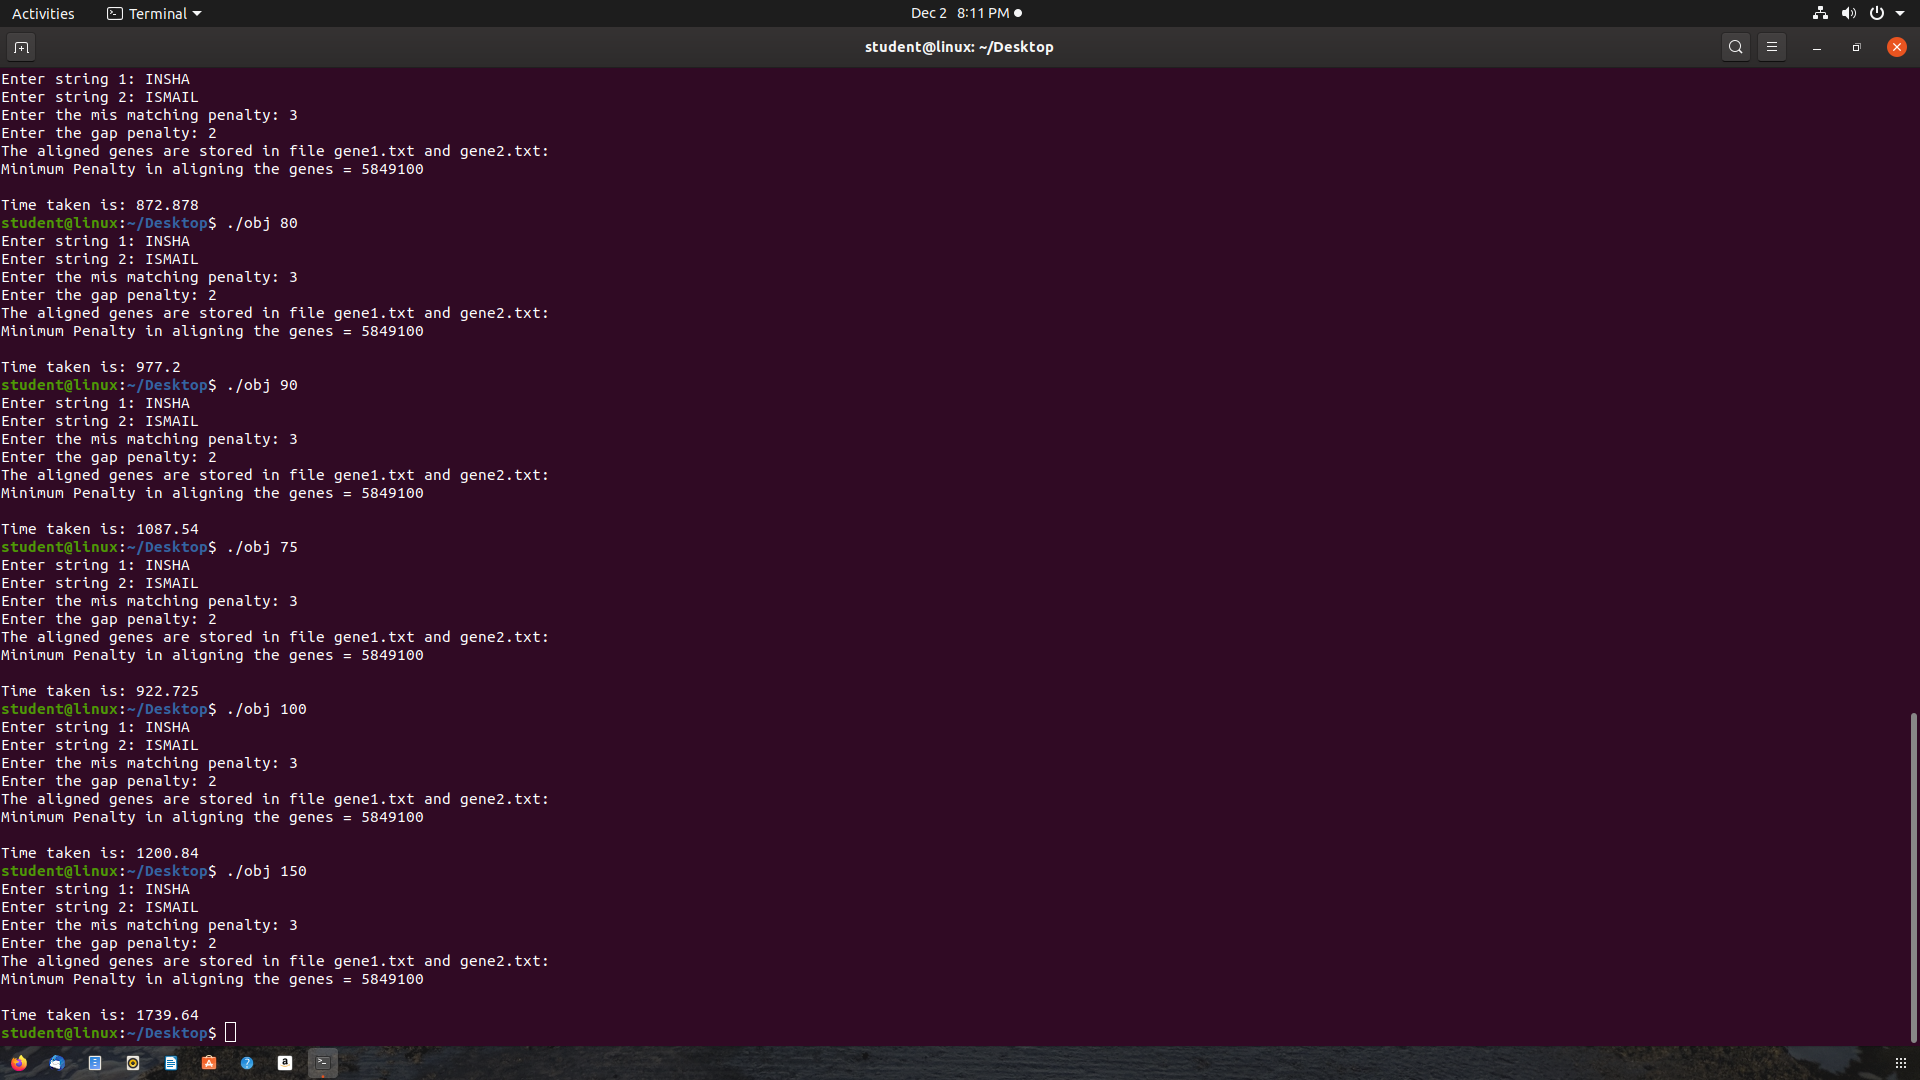 Activities Terminal Dec 2 8:11 PM
student@linux: ~/Desktop
Enter string 1: INSHA
Enter string 2: ISMAIL
Enter the mis matching penalty: 3
Enter the gap penalty: 2
The aligned genes are stored in file gene1.txt and gene2.txt:
Minimum Penalty in aligning the genes = 5849100
Time taken is: 872.878
student@linux:~/Desktop$ ./obj 80
Enter string 1: INSHA
Enter string 2: ISMAIL
Enter the mis matching penalty: 3
Enter the gap penalty: 2
The aligned genes are stored in file gene1.txt and gene2.txt:
Minimum Penalty in aligning the genes = 5849100
Time taken is: 977.2
student@linux:~/Desktop$ ./obj 90
Enter string 1: INSHA
Enter string 2: ISMAIL
Enter the mis matching penalty: 3
Enter the gap penalty: 2
The aligned genes are stored in file gene1.txt and gene2.txt:
Minimum Penalty in aligning the genes = 5849100
Time taken is: 1087.54
student@linux:~/Desktop$ ./obj 75
Enter string 1: INSHA
Enter string 2: ISMAIL
Enter the mis matching penalty: 3
Enter the gap penalty: 2
The aligned genes are stored in file gene1.txt and gene2.txt:
Minimum Penalty in aligning the genes = 5849100
Time taken is: 922.725
student@linux:~/Desktop$ ./obj 100
Enter string 1: INSHA
Enter string 2: ISMAIL
Enter the mis matching penalty: 3
Enter the gap penalty: 2
The aligned genes are stored in file gene1.txt and gene2.txt:
Minimum Penalty in aligning the genes = 5849100
Time taken is: 1200.84
student@linux:~/Desktop$ ./obj 150
Enter string 1: INSHA
Enter string 2: ISMAIL
Enter the mis matching penalty: 3
Enter the gap penalty: 2
The aligned genes are stored in file gene1.txt and gene2.txt:
Minimum Penalty in aligning the genes = 5849100
Time taken is: 1739.64
student@linux:~/Desktop$